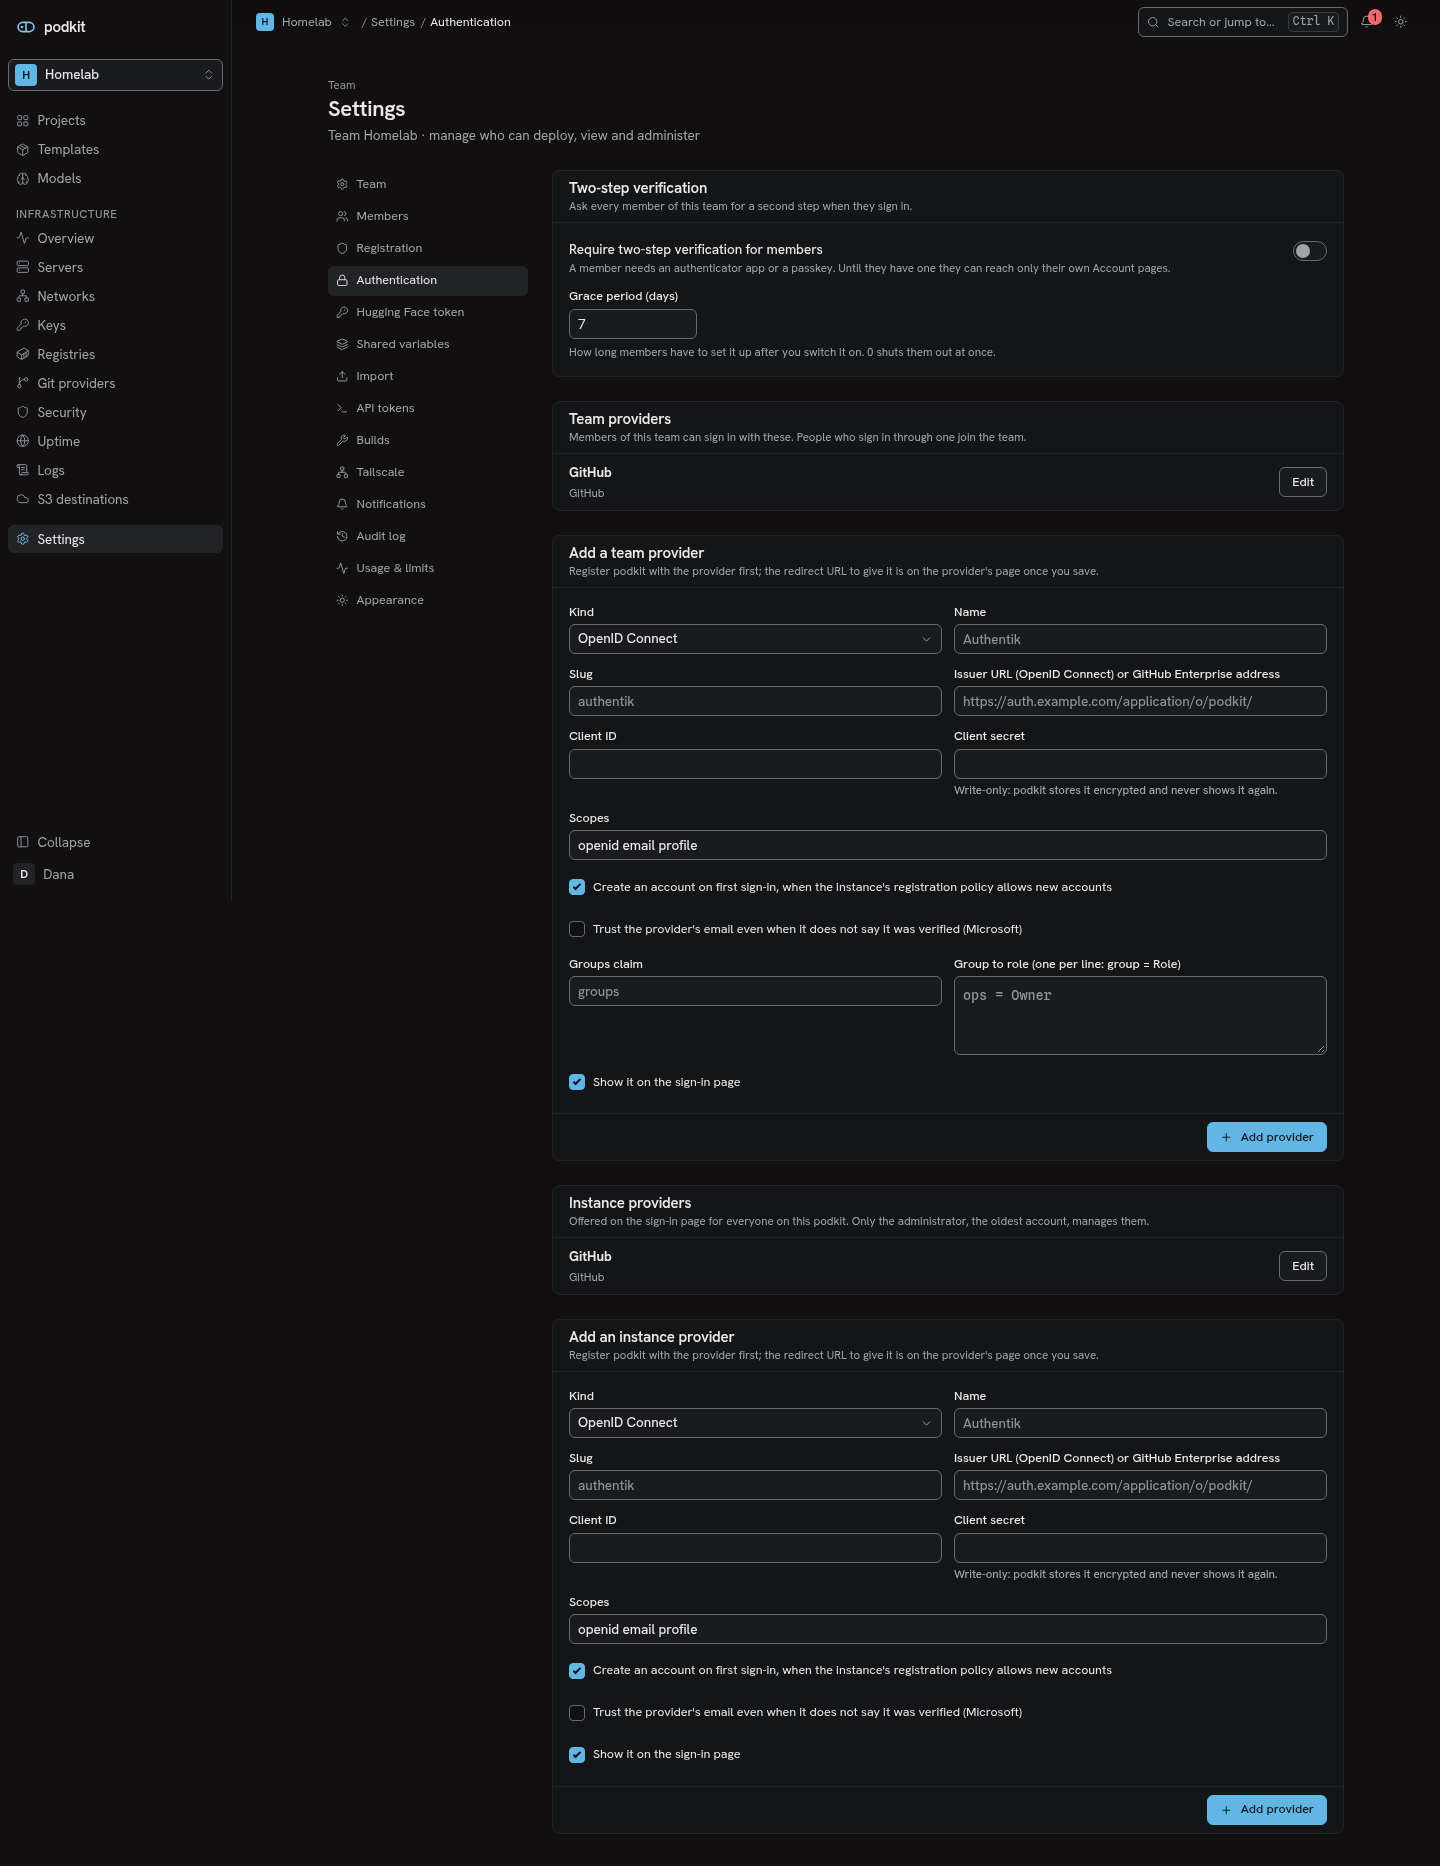 podkit
H Homelab
Projects
Templates
Models
INFRASTRUCTURE
Overview
Servers
Networks
Keys
Registries
Git providers
Security
Uptime
Logs
S3 destinations
Settings
Collapse
D Dana
H Homelab / Settings / Authentication
Search or jump to... Ctrl K
1
Team
Settings
Team Homelab · manage who can deploy, view and administer
Team
Members
Registration
Authentication
Hugging Face token
Shared variables
Import
API tokens
Builds
Tailscale
Notifications
Audit log
Usage & limits
Appearance
Two-step verification
Ask every member of this team for a second step when they sign in.
Require two-step verification for members
A member needs an authenticator app or a passkey. Until they have one they can reach only their own Account pages.
Grace period (days)
7
How long members have to set it up after you switch it on. 0 shuts them out at once.
Team providers
Members of this team can sign in with these. People who sign in through one join the team.
GitHub
GitHub
Edit
Add a team provider
Register podkit with the provider first; the redirect URL to give it is on the provider's page once you save.
Kind
OpenID Connect
Name
Authentik
Slug
authentik
Issuer URL (OpenID Connect) or GitHub Enterprise address
https://auth.example.com/application/o/podkit/
Client ID
Client secret
Write-only: podkit stores it encrypted and never shows it again.
Scopes
openid email profile
Create an account on first sign-in, when the instance's registration policy allows new accounts
Trust the provider's email even when it does not say it was verified (Microsoft)
Groups claim
groups
Group to role (one per line: group = Role)
ops = Owner
Show it on the sign-in page
Add provider
Instance providers
Offered on the sign-in page for everyone on this podkit. Only the administrator, the oldest account, manages them.
GitHub
GitHub
Edit
Add an instance provider
Register podkit with the provider first; the redirect URL to give it is on the provider's page once you save.
Kind
OpenID Connect
Name
Authentik
Slug
authentik
Issuer URL (OpenID Connect) or GitHub Enterprise address
https://auth.example.com/application/o/podkit/
Client ID
Client secret
Write-only: podkit stores it encrypted and never shows it again.
Scopes
openid email profile
Create an account on first sign-in, when the instance's registration policy allows new accounts
Trust the provider's email even when it does not say it was verified (Microsoft)
Show it on the sign-in page
Add provider